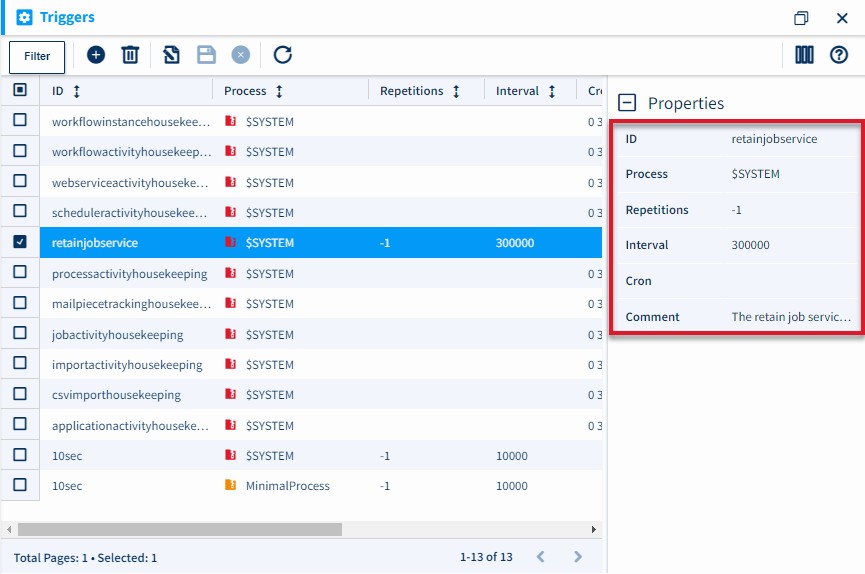 Triggers
Filter
ID Process Repetitions Interval Cr
workflowinstancehousekee... $SYSTEM 0 3
workflowactivityhousekeep... $SYSTEM 0 3
webserviceactivityhouseke... $SYSTEM 0 3
scheduleractivityhousekee... $SYSTEM 0 3
retainjobservice $SYSTEM -1 300000
processactivityhousekeeping $SYSTEM 0 3
mailpiecetrackinghousekee... $SYSTEM 0 3
jobactivityhousekeeping $SYSTEM 0 3
importactivityhousekeeping $SYSTEM 0 3
csvimporthousekeeping $SYSTEM 0 3
applicationactivityhouseke... $SYSTEM 0 3
10sec $SYSTEM -1 10000
10sec MinimalProcess -1 10000
Total Pages: 1 • Selected: 1 1-13 of 13
Properties
ID retainjobservice
Process $SYSTEM
Repetitions -1
Interval 300000
Cron
Comment The retain job servic...